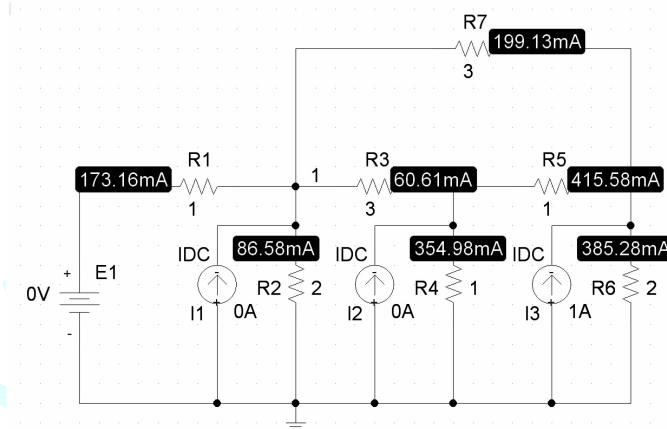 R7
199.13mA
3
R1 R3 R5
173.16mA 1 60.61mA 415.58mA
1 3 1
IDC 86.58mA IDC 354.98mA IDC 385.28mA
- - -
+ E1 R2 2 R4 1 R6 2
0V
+ + +
I1 0A I2 0A I3 1A
-